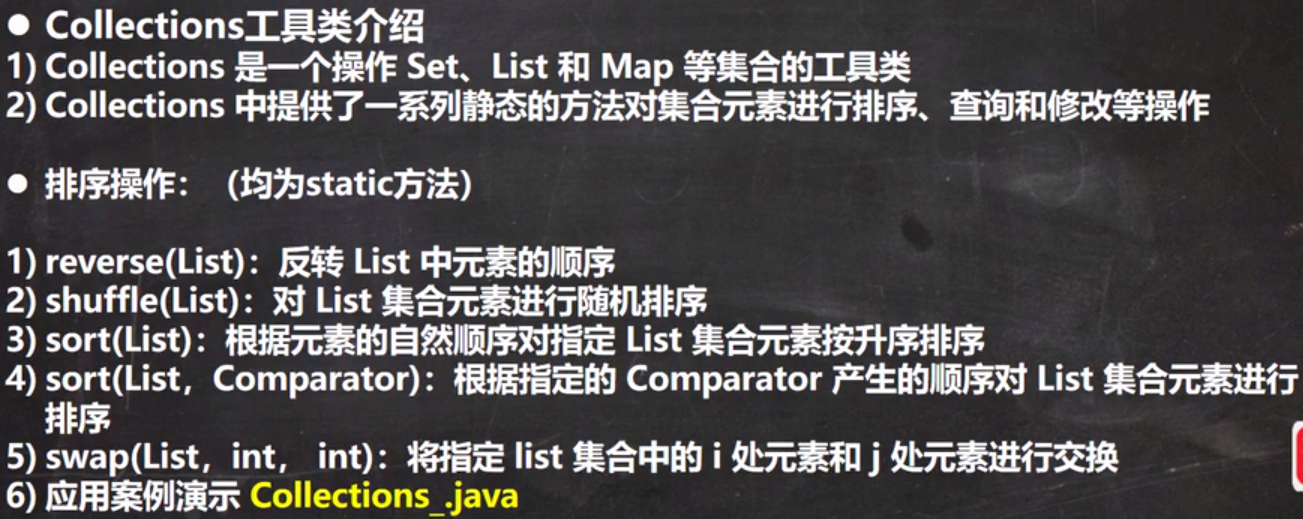 ● Collections工具类介绍
1) Collections 是一个操作 Set、List 和 Map 等集合的工具类
2) Collections 中提供了一系列静态的方法对集合元素进行排序、查询和修改等操作
● 排序操作：（均为static方法）
1) reverse(List)：反转 List 中元素的顺序
2) shuffle(List)：对 List 集合元素进行随机排序
3) sort(List)：根据元素的自然顺序对指定 List 集合元素按升序排序
4) sort(List，Comparator)：根据指定的 Comparator 产生的顺序对 List 集合元素进行
排序
5) swap(List，int， int)：将指定 list 集合中的 i 处元素和 j 处元素进行交换
6) 应用案例演示 Collections_.java